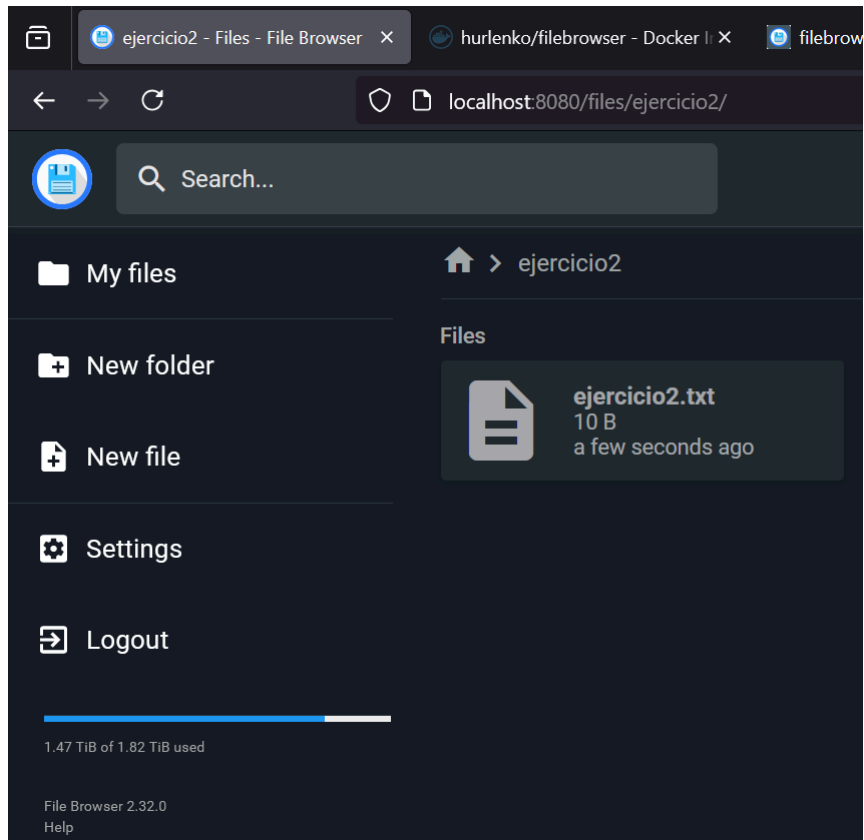 ejercicio2 - Files - File Browser
hurlenko/filebrowser - Docker I
filebrow
localhost:8080/files/ejercicio2/
Search...
My files
New folder
New file
Settings
Logout
1.47 TiB of 1.82 TiB used
File Browser 2.32.0
Help
ejercicio2
Files
ejercicio2.txt
10 B
a few seconds ago